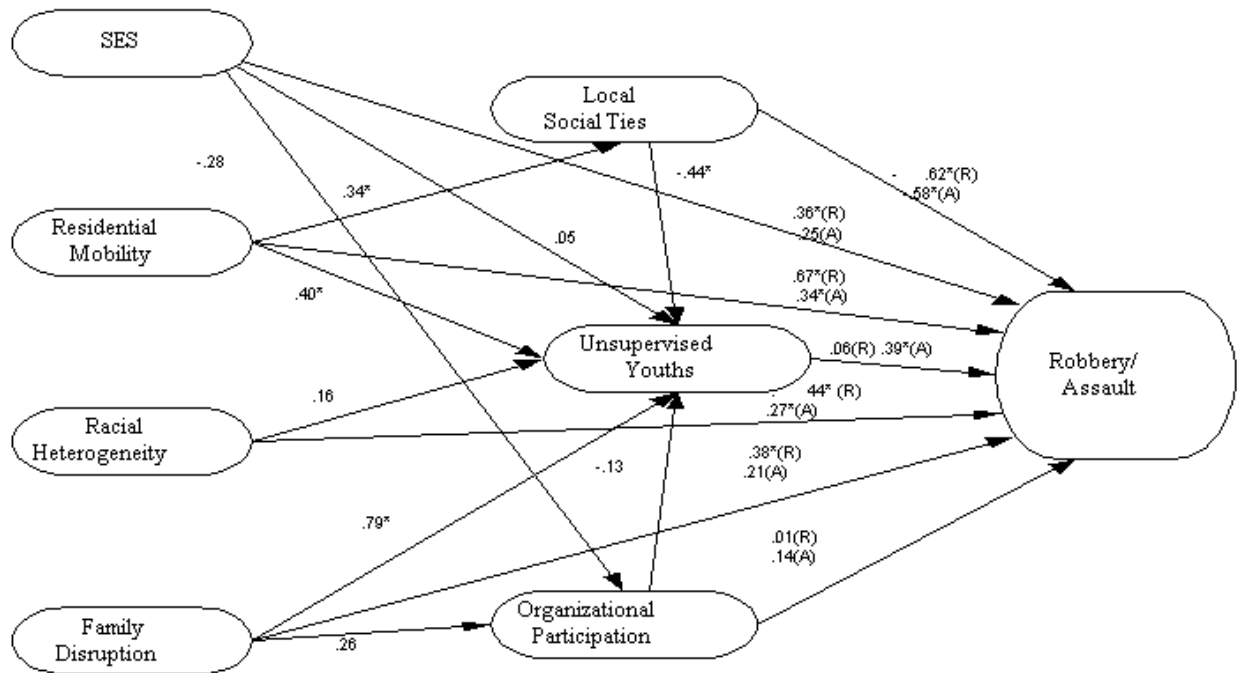 SES
Local
Social Ties
-.28
.34*
-.44*
- .62*(R)
-.58*(A)
Residential
Mobility
.36*(R)
.25(A)
.05
.67*(R)
.34*(A)
.40*
Unsupervised
Youths
.06(R) .39*(A)
Robbery/
Assault
.16
. 44* (R)
.27*(A)
Racial
Heterogeneity
-.13
.38*(R)
.21(A)
.79*
.01(R)
.14(A)
Family
Disruption
.26
Organizational
Participation